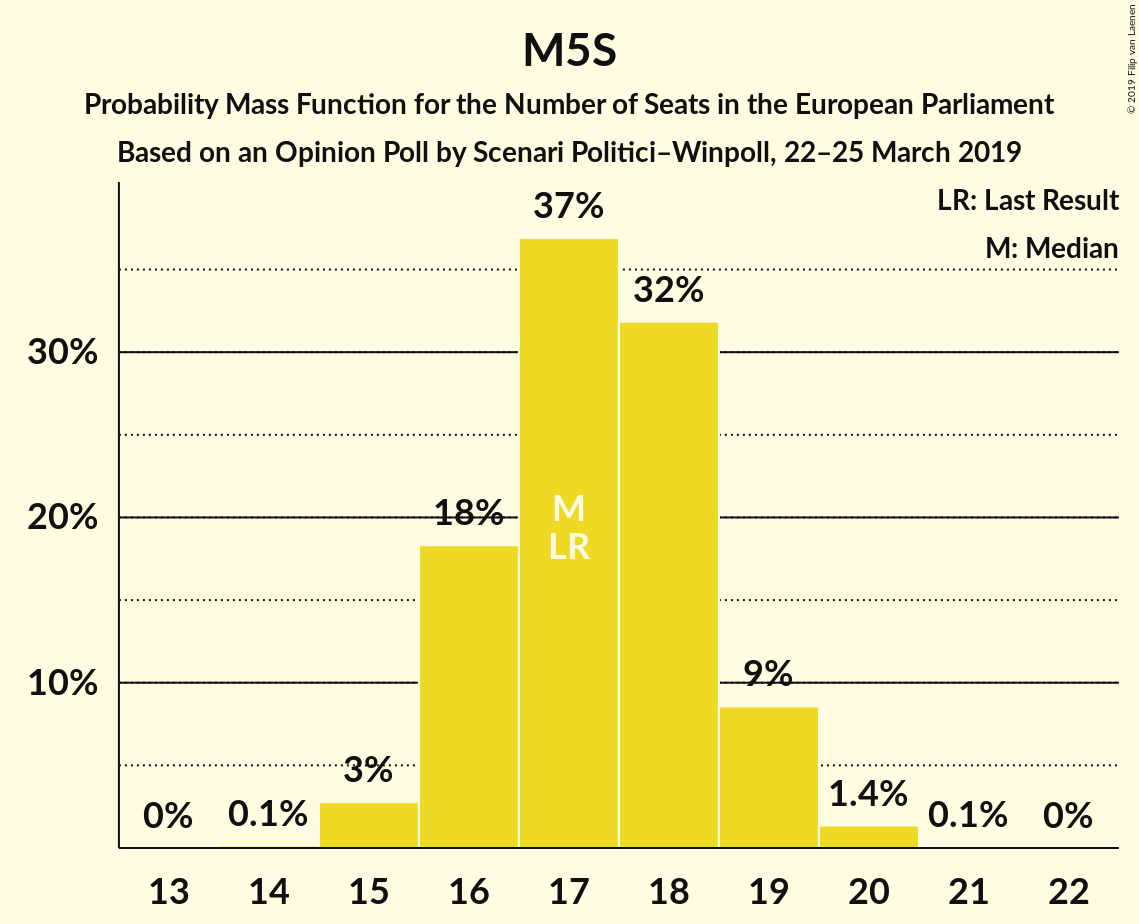 M5S
Probability Mass Function for the Number of Seats in the European Parliament
Based on an Opinion Poll by Scenari Politici–Winpoll, 22–25 March 2019
© 2019 Filip van Laenen
LR: Last Result
M: Median
37%
32%
30%
18%
20%
M
LR
9%
10%
3%
1.4%
0%
0.1%
0.1%
0%
13 14 15 16 17 18 19 20 21 22